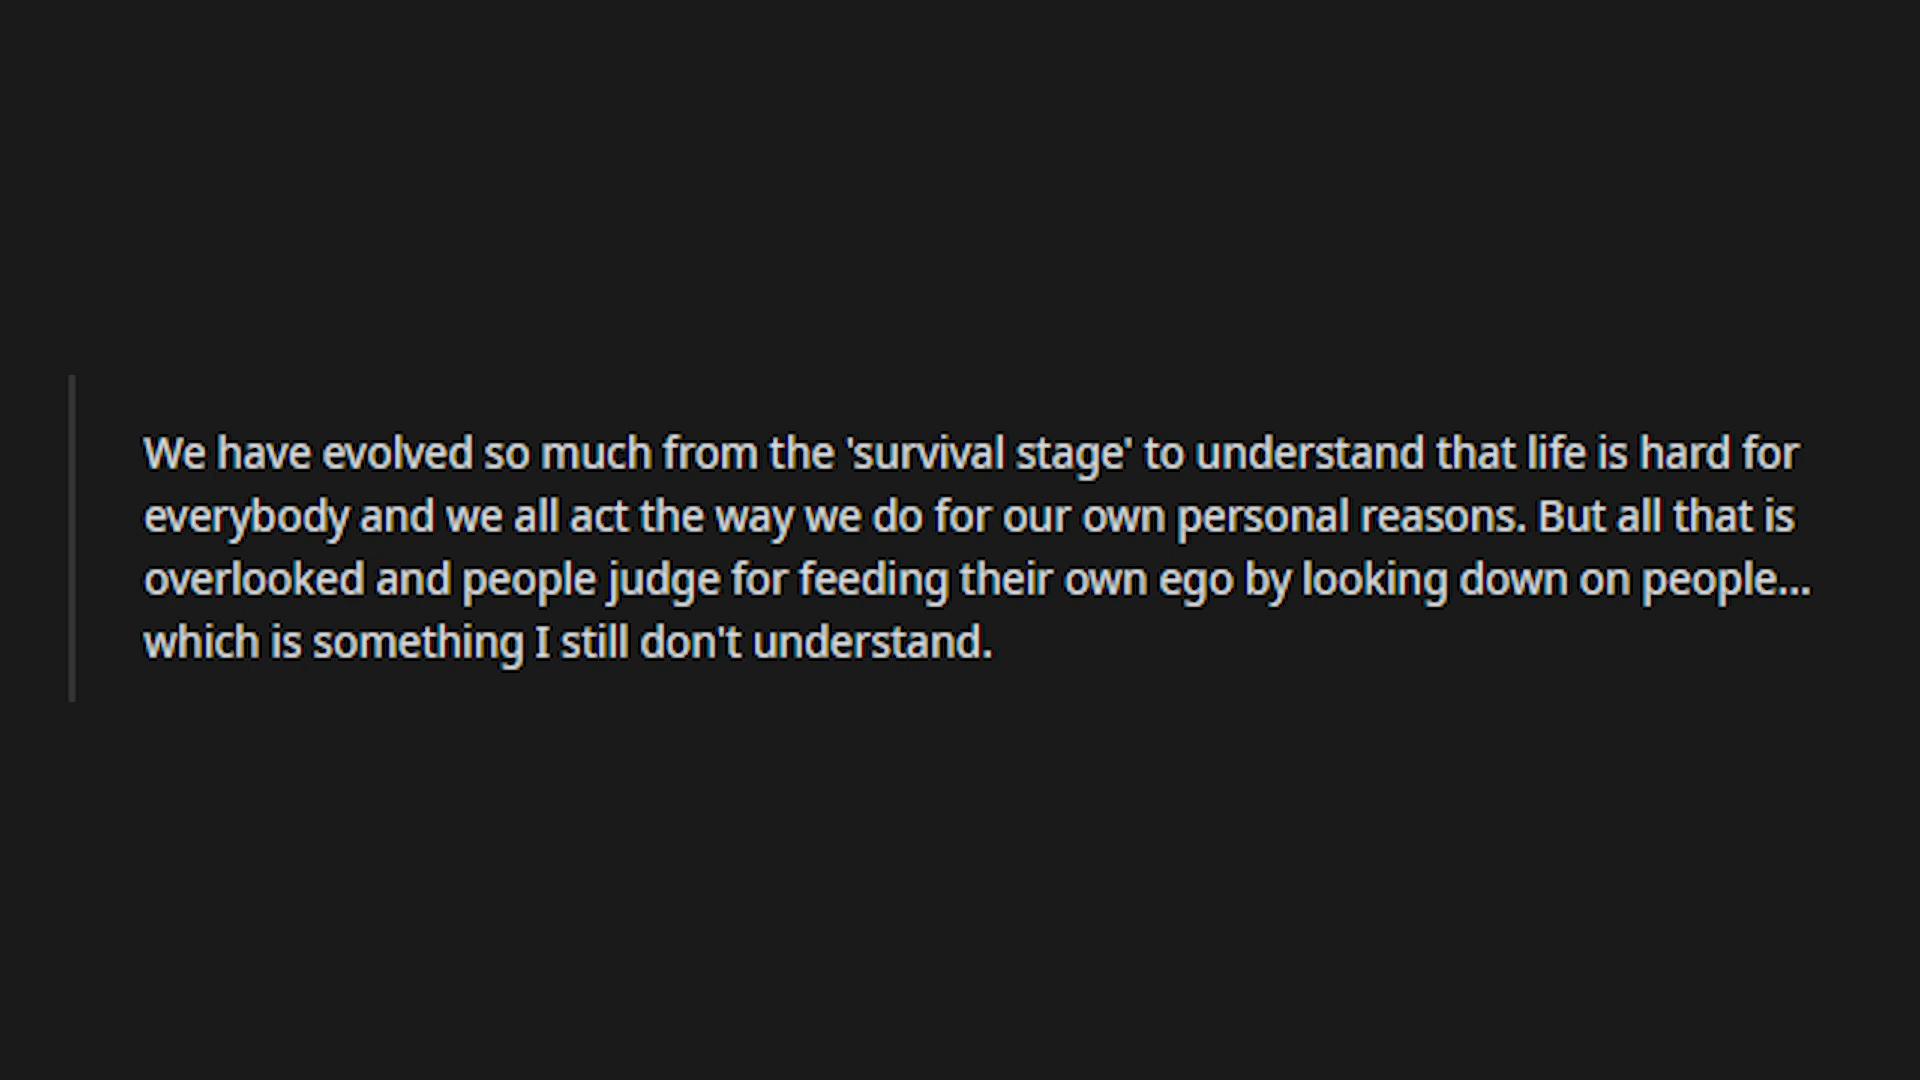 We have evolved so much from the 'survival stage' to understand that life is hard for
everybody and we all act the way we do for our own personal reasons. But all that is
overlooked and people judge for feeding their own ego by looking down on people...
which is something I still don't understand.